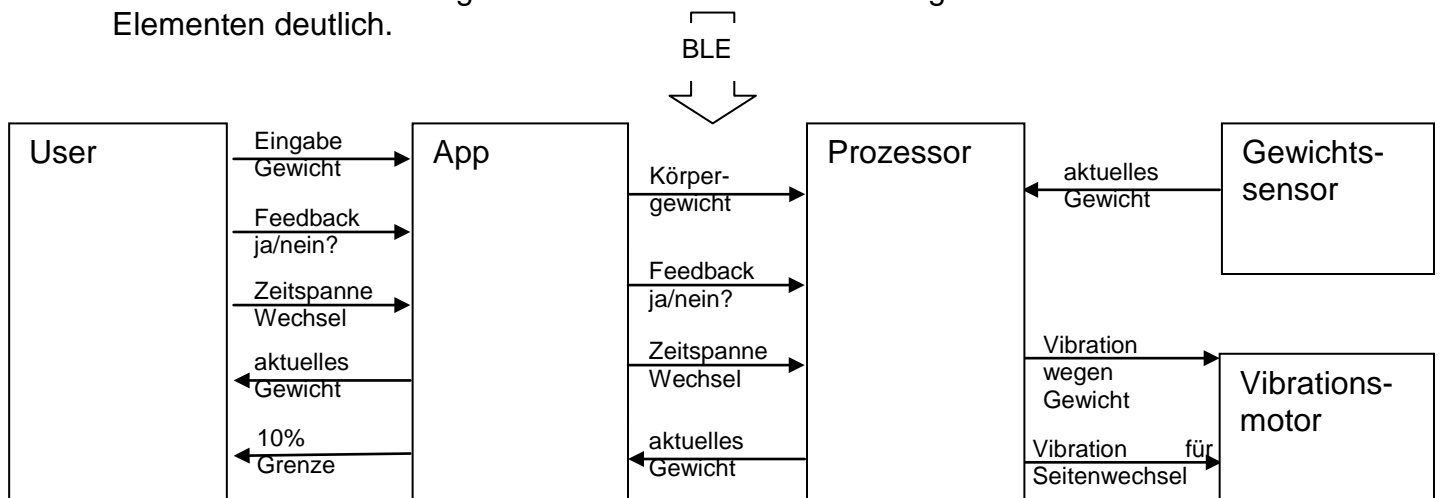 Elementen deutlich.
BLE
User
Eingabe
Gewicht
Feedback
ja/nein?
Zeitspanne
Wechsel
aktuelles
Gewicht
10%
Grenze
App
Körper-
gewicht
Feedback
ja/nein?
Zeitspanne
Wechsel
aktuelles
Gewicht
Prozessor
aktuelles
Gewicht
Vibration
wegen
Gewicht
Vibration für
Seitenwechsel
Gewichts-
sensor
Vibrations-
motor